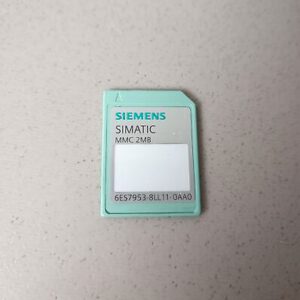 SIEMENS
SIMATIC
MMC 2MB
6ES7953-8LL11-0AA0